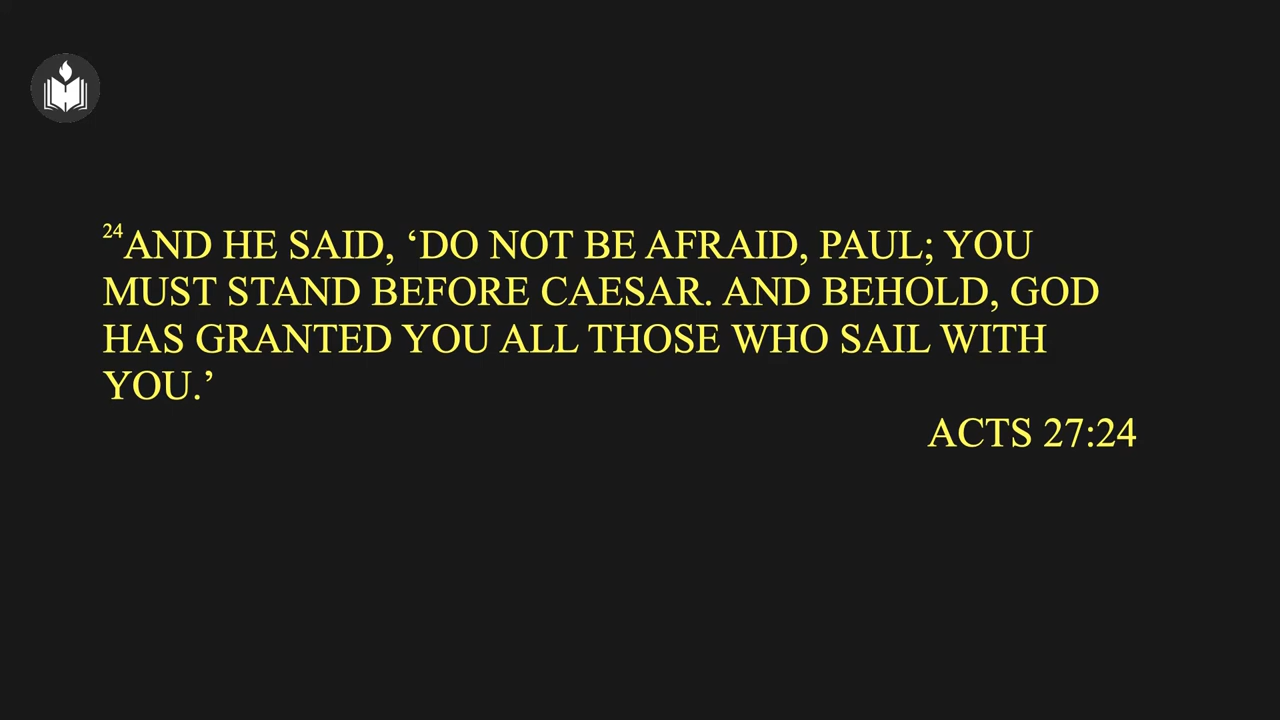 24AND HE SAID, ‘DO NOT BE AFRAID, PAUL; YOU
MUST STAND BEFORE CAESAR. AND BEHOLD, GOD
HAS GRANTED YOU ALL THOSE WHO SAIL WITH
YOU.’
ACTS 27:24